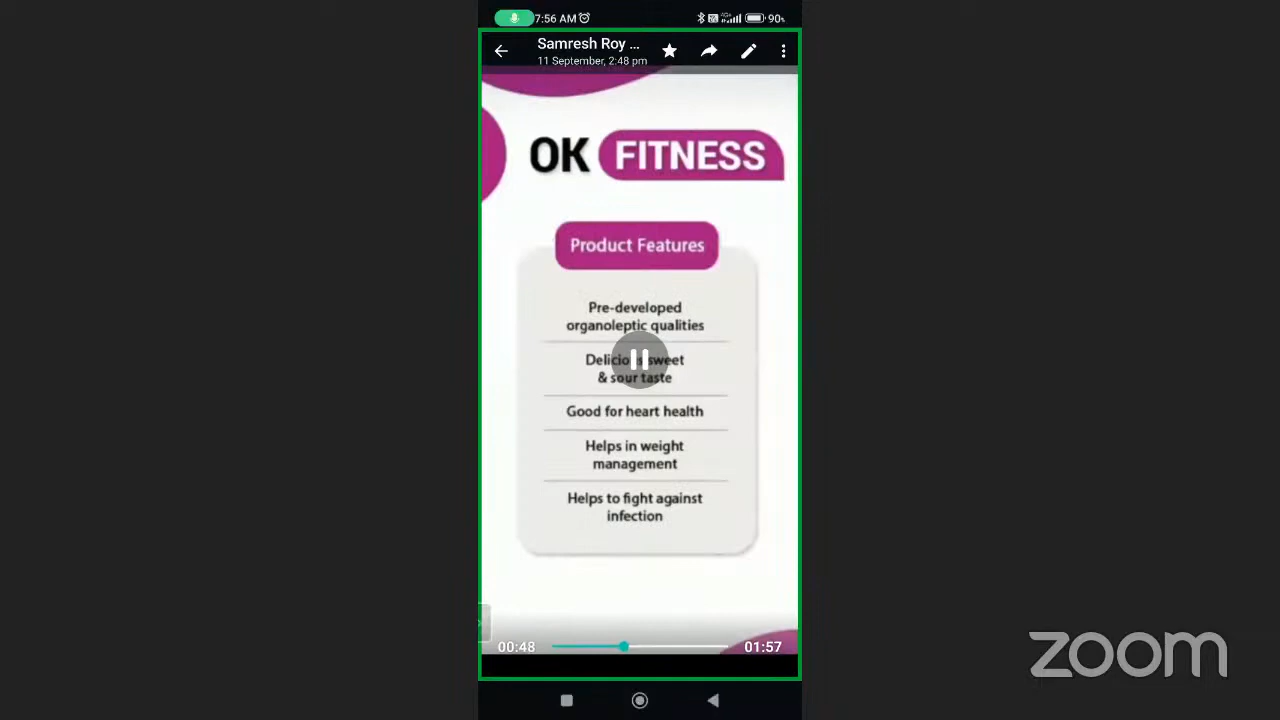 7:56 AM 90%
Samresh Roy ...
11 September, 2:48 pm
OK FITNESS
Product Features
Pre-developed
organoleptic qualities
Delicious sweet
& sour taste
Good for heart health
Helps in weight
management
Helps to fight against
infection
00:48 01:57
zoom